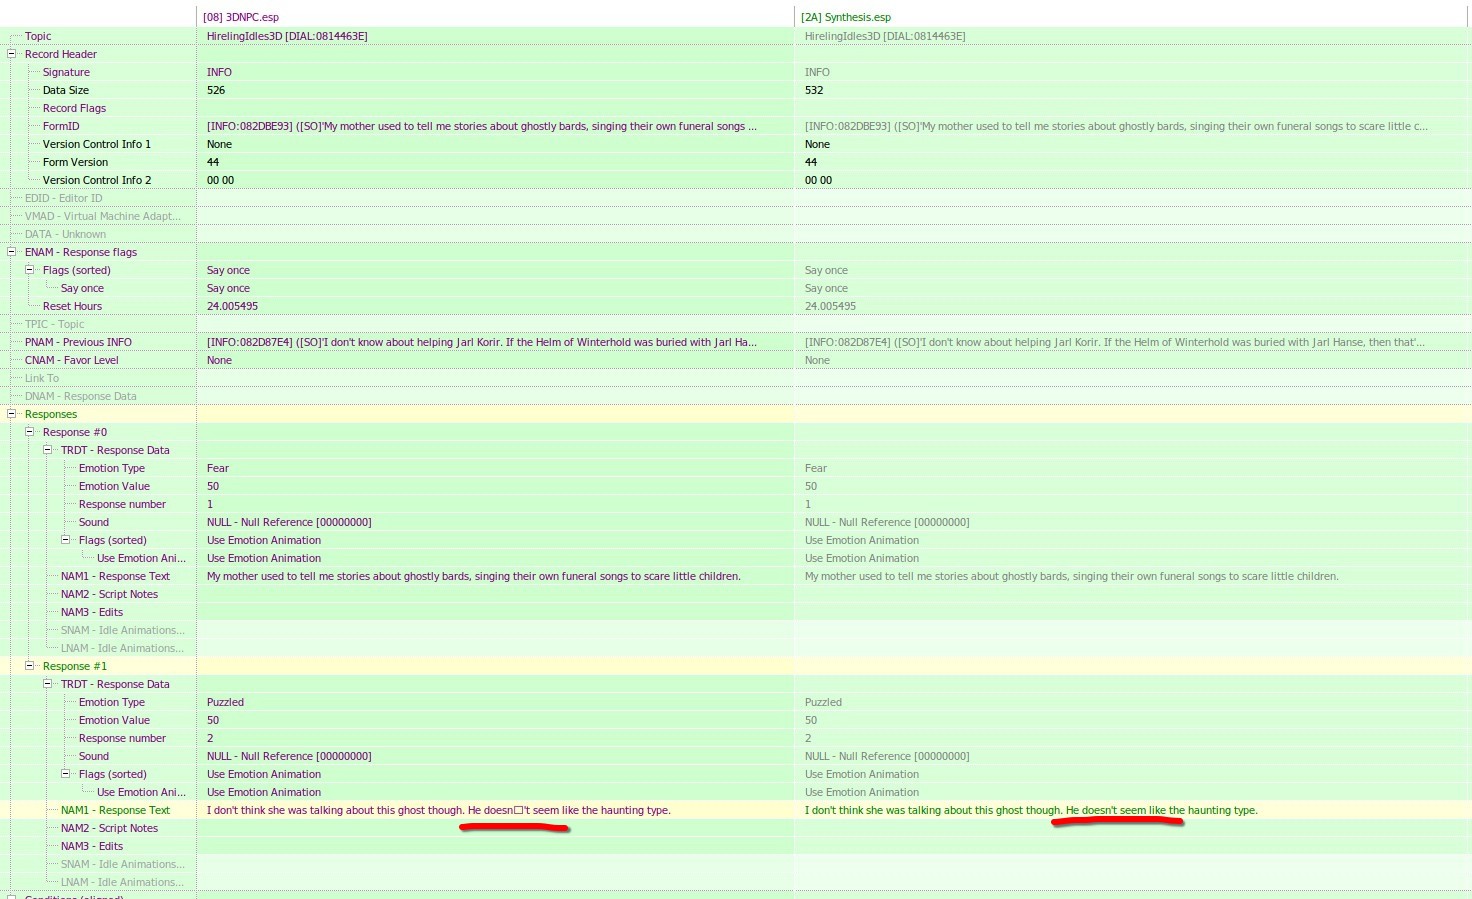 [08] 3DNPC.esp [2A] Synthesis.esp
Topic HirelingIdles3D [DIAL:0814463E] HirelingIdles3D [DIAL:0814463E]
Record Header
Signature INFO INFO
Data Size 526 532
Record Flags
FormID [INFO:082DBE93] ([SO]'My mother used to tell me stories about ghostly bards, singing their own funeral songs ... [INFO:082DBE93] ([SO]'My mother used to tell me stories about ghostly bards, singing their own funeral songs to scare little c...
Version Control Info 1 None None
Form Version 44 44
Version Control Info 2 00 00 00 00
EDID - Editor ID
VMAD - Virtual Machine Adapt...
DATA - Unknown
ENAM - Response flags
Flags (sorted) Say once Say once
Say once Say once Say once
Reset Hours 24.005495 24.005495
TPIC - Topic
PNAM - Previous INFO [INFO:082D87E4] ([SO]'I don't know about helping Jarl Korir. If the Helm of Winterhold was buried with Jarl Ha... [INFO:082D87E4] ([SO]'I don't know about helping Jarl Korir. If the Helm of Winterhold was buried with Jarl Hanse, then that'...
CNAM - Favor Level None None
Link To
DNAM - Response Data
Responses
Response #0
TRDT - Response Data
Emotion Type Fear Fear
Emotion Value 50 50
Response number 1 1
Sound NULL - Null Reference [00000000] NULL - Null Reference [00000000]
Flags (sorted) Use Emotion Animation Use Emotion Animation
Use Emotion Ani... Use Emotion Animation Use Emotion Animation
NAM1 - Response Text My mother used to tell me stories about ghostly bards, singing their own funeral songs to scare little children. My mother used to tell me stories about ghostly bards, singing their own funeral songs to scare little children.
NAM2 - Script Notes
NAM3 - Edits
SNAM - Idle Animations...
LNAM - Idle Animations...
Response #1
TRDT - Response Data
Emotion Type Puzzled Puzzled
Emotion Value 50 50
Response number 2 2
Sound NULL - Null Reference [00000000] NULL - Null Reference [00000000]
Flags (sorted) Use Emotion Animation Use Emotion Animation
Use Emotion Ani... Use Emotion Animation Use Emotion Animation
NAM1 - Response Text I don't think she was talking about this ghost though. He doesn□'t seem like the haunting type. I don't think she was talking about this ghost though. He doesn't seem like the haunting type.
NAM2 - Script Notes
NAM3 - Edits
SNAM - Idle Animations...
LNAM - Idle Animations...